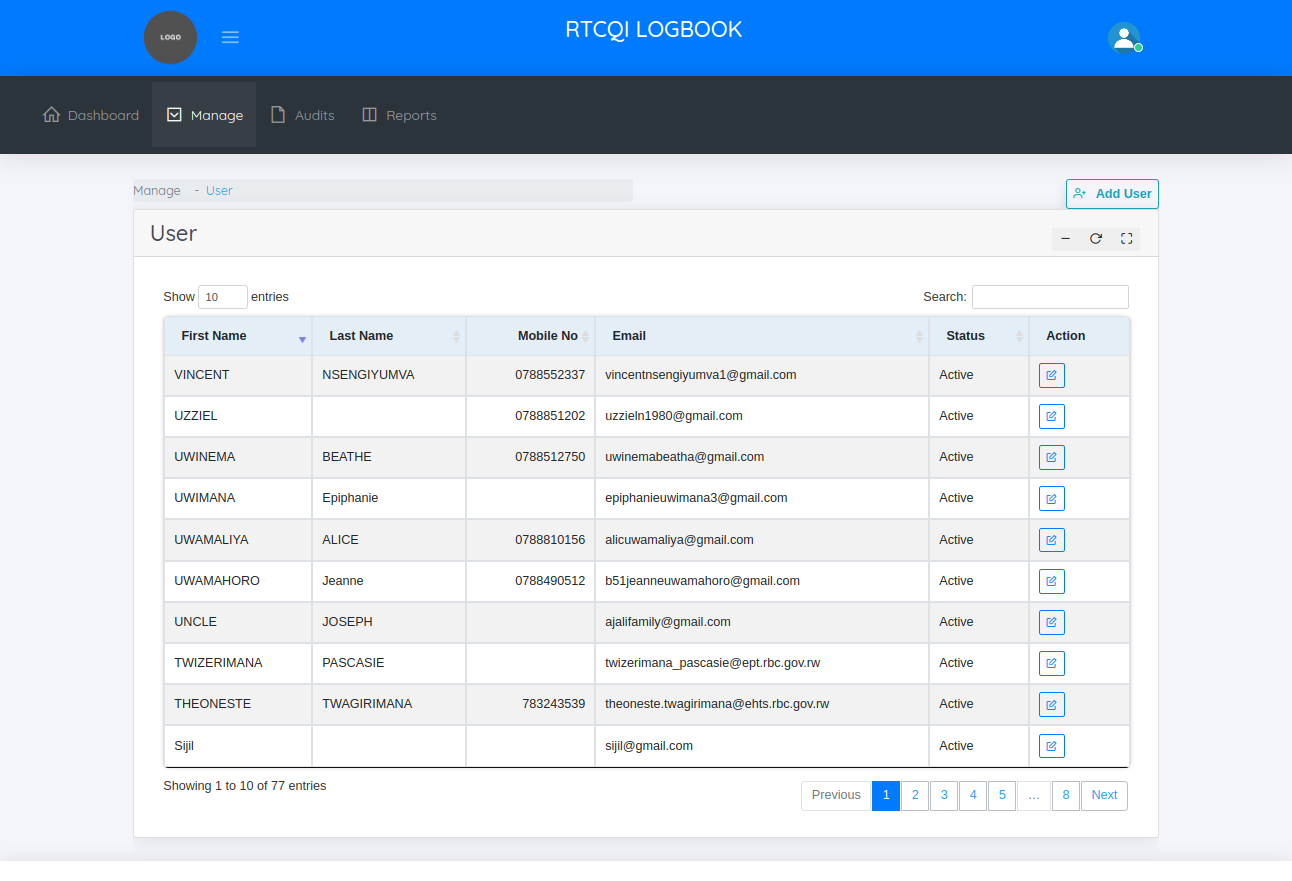 LOGO
RTCQI LOGBOOK
Dashboard Manage Audits Reports
Manage - User
Add User
User
Show 10 entries Search:
First Name Last Name Mobile No Email Status Action
VINCENT NSENGIYUMVA 0788552337 vincentnsengiyumva1@gmail.com Active
UZZIEL 0788851202 uzzieln1980@gmail.com Active
UWINEMA BEATHE 0788512750 uwinemabeatha@gmail.com Active
UWIMANA Epiphanie epiphanieuwimana3@gmail.com Active
UWAMALIYA ALICE 0788810156 alicuwamaliya@gmail.com Active
UWAMAHORO Jeanne 0788490512 b51jeanneuwamahoro@gmail.com Active
UNCLE JOSEPH ajalifamily@gmail.com Active
TWIZERIMANA PASCASIE twizerimana_pascasie@ept.rbc.gov.rw Active
THEONESTE TWAGIRIMANA 783243539 theoneste.twagirimana@ehts.rbc.gov.rw Active
Sijil sijil@gmail.com Active
Showing 1 to 10 of 77 entries
Previous 1 2 3 4 5 … 8 Next